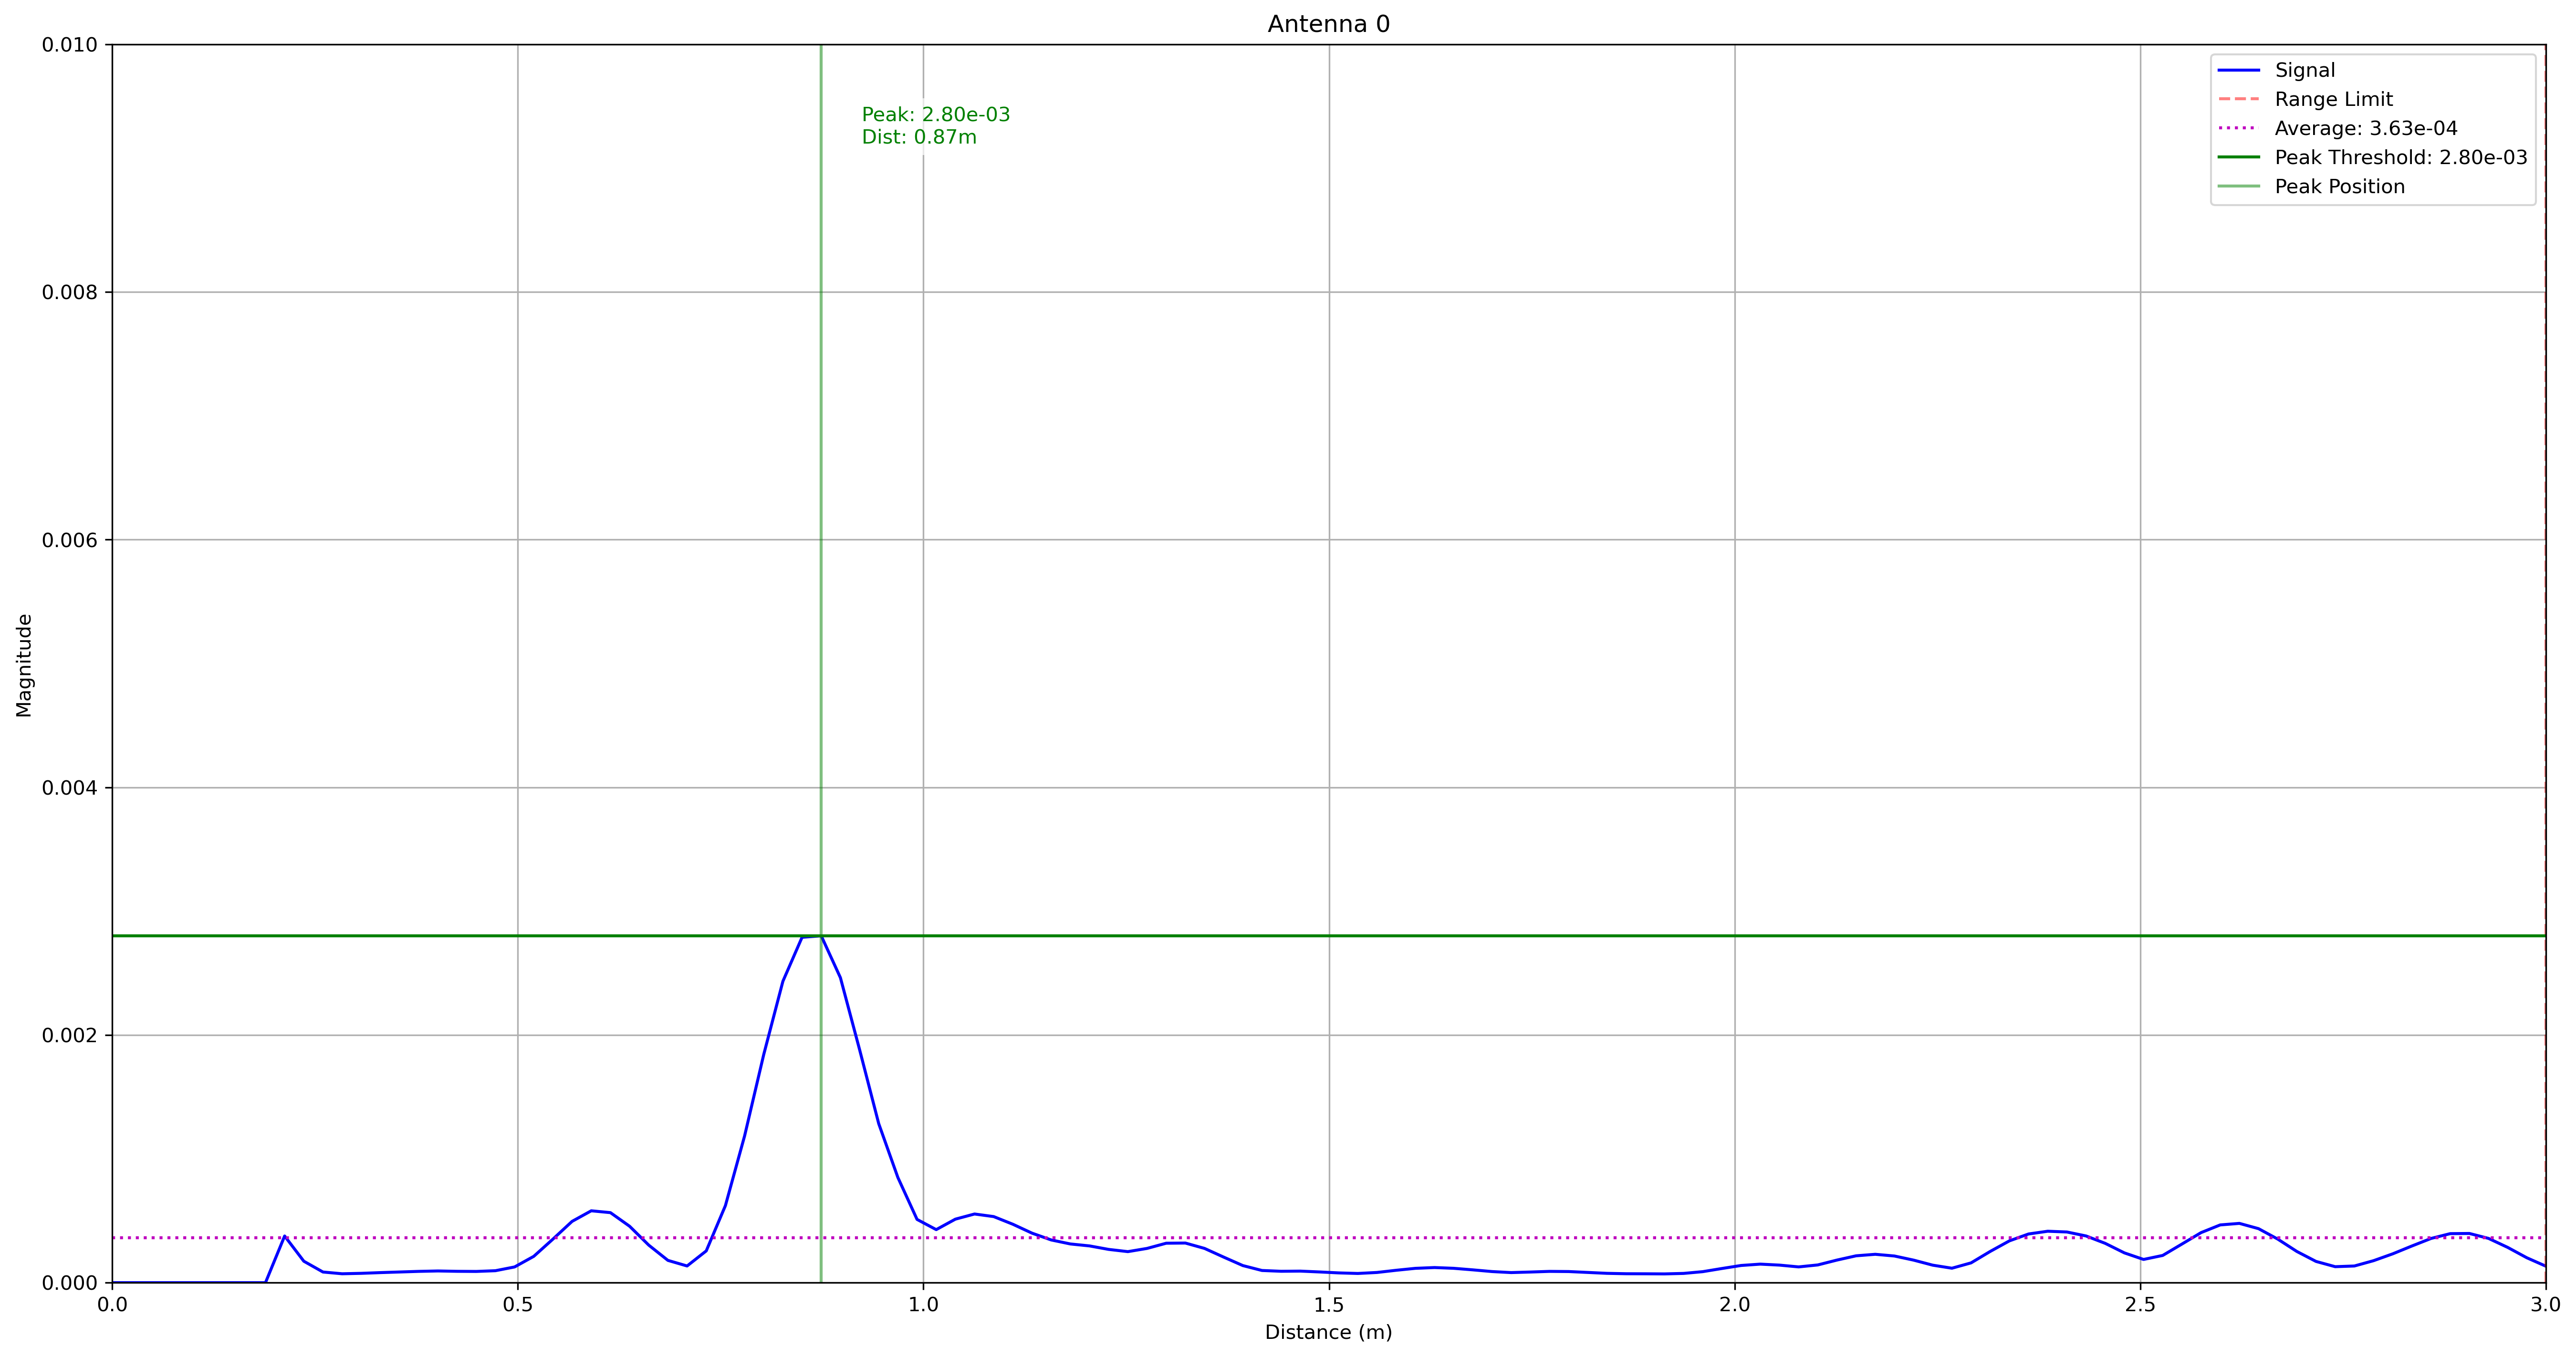 Antenna 0
0.010
0.008
0.006
0.004
0.002
0.000
Magnitude
Peak: 2.80e-03
Dist: 0.87m
Signal
Range Limit
Average: 3.63e-04
Peak Threshold: 2.80e-03
Peak Position
0.0 0.5 1.0 1.5 2.0 2.5 3.0
Distance (m)